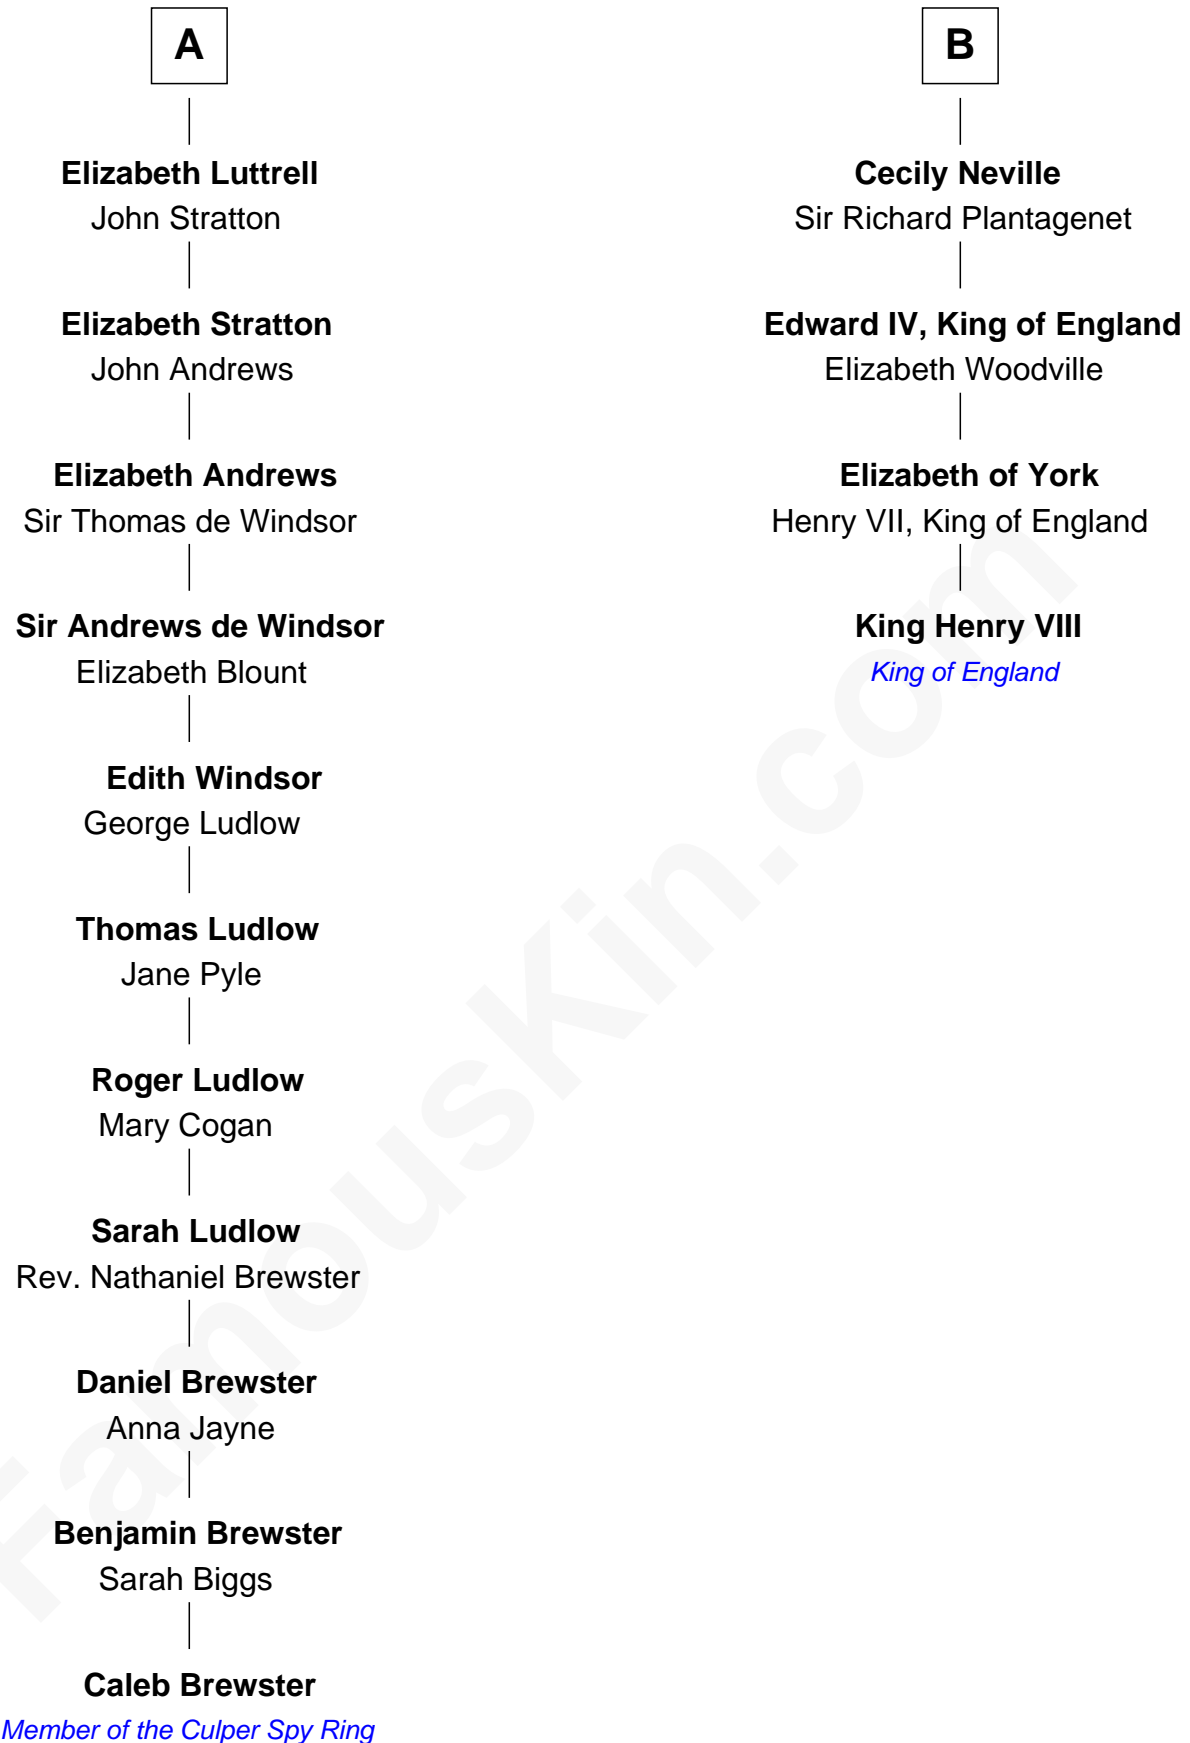 A
Elizabeth Luttrell
John Stratton
Elizabeth Stratton
John Andrews
Elizabeth Andrews
Sir Thomas de Windsor
Sir Andrews de Windsor
Elizabeth Blount
Edith Windsor
George Ludlow
Thomas Ludlow
Jane Pyle
Roger Ludlow
Mary Cogan
Sarah Ludlow
Rev. Nathaniel Brewster
Daniel Brewster
Anna Jayne
Benjamin Brewster
Sarah Biggs
Caleb Brewster
Member of the Culper Spy Ring
B
Cecily Neville
Sir Richard Plantagenet
Edward IV, King of England
Elizabeth Woodville
Elizabeth of York
Henry VII, King of England
King Henry VIII
King of England
FamousKin.com